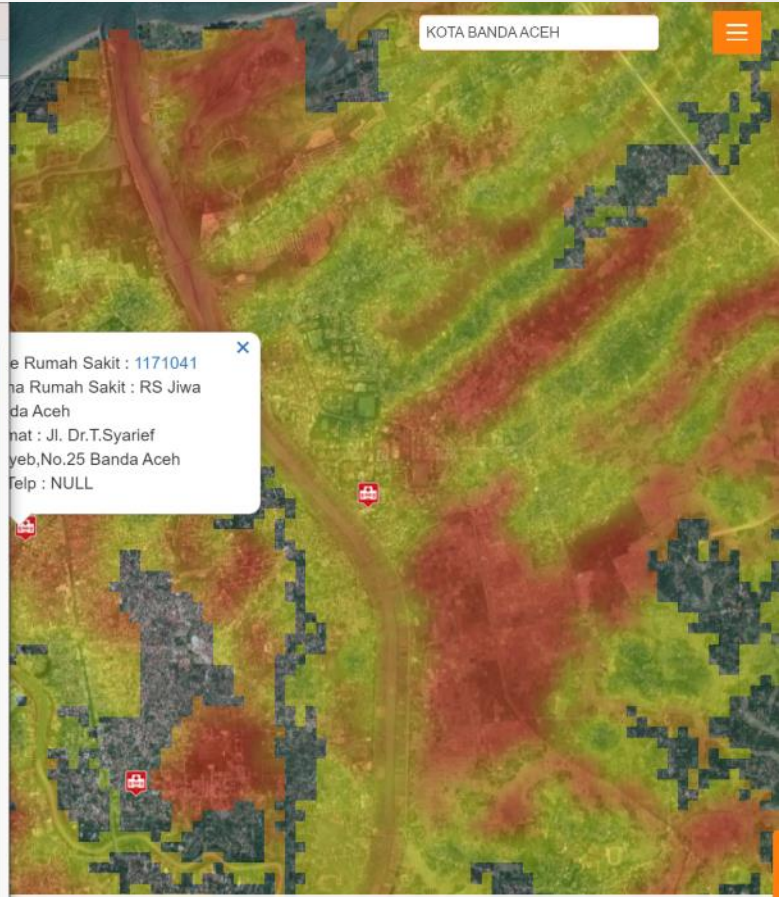 KOTA BANDA ACEH
e Rumah Sakit : 1171041
na Rumah Sakit : RS Jiwa
da Aceh
mat : Jl. Dr.T.Syarief
yeb,No.25 Banda Aceh
Telp : NULL